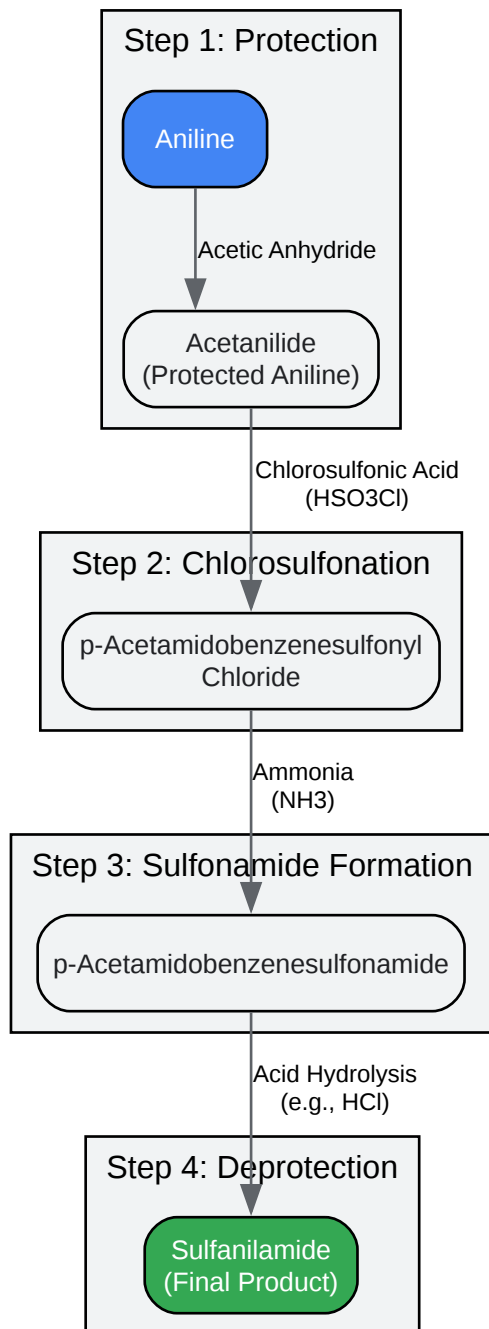 Step 1: Protection
Aniline
Acetic Anhydride
Acetanilide
(Protected Aniline)
Chlorosulfonic Acid
(HSO3Cl)
Step 2: Chlorosulfonation
p-Acetamidobenzenesulfonyl
Chloride
Ammonia
(NH3)
Step 3: Sulfonamide Formation
p-Acetamidobenzenesulfonamide
Acid Hydrolysis
(e.g., HCl)
Step 4: Deprotection
Sulfanilamide
(Final Product)